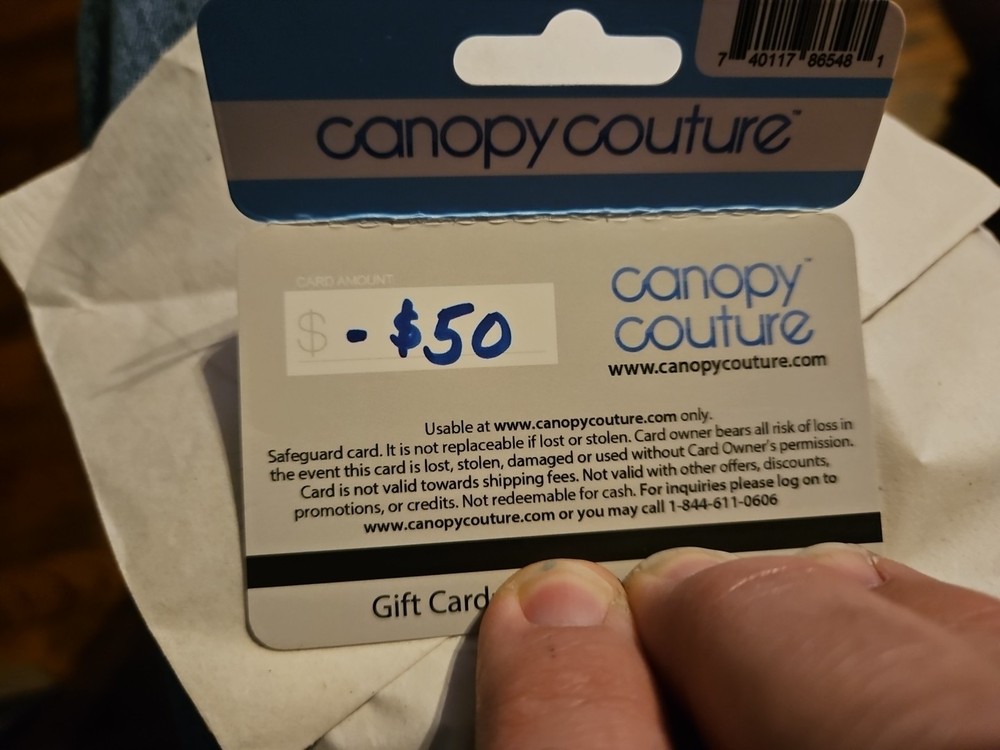 7 40117 86548 1
canopy couture™
CARD AMOUNT
$ - $50
canopy™
couture
www.canopycouture.com
Usable at www.canopycouture.com only.
Safeguard card. It is not replaceable if lost or stolen. Card owner bears all risk of loss in
the event this card is lost, stolen, damaged or used without Card Owner's permission.
Card is not valid towards shipping fees. Not valid with other offers, discounts,
promotions, or credits. Not redeemable for cash. For inquiries please log on to
www.canopycouture.com or you may call 1-844-611-0606
Gift Card